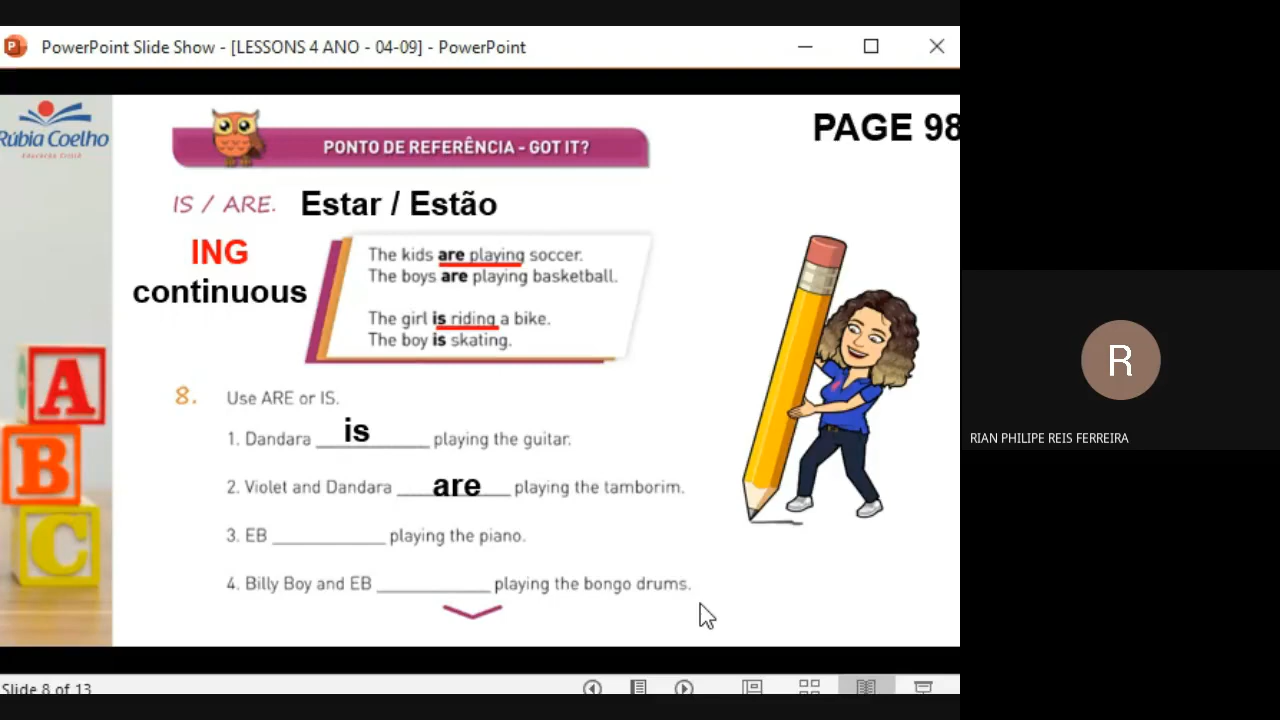 PowerPoint Slide Show - [LESSONS 4 ANO - 04-09] - PowerPoint
Rúbia Coelho
Educação Cristã
PONTO DE REFERÊNCIA - GOT IT?
PAGE 98
IS / ARE. Estar / Estão
ING
continuous
The kids are playing soccer.
The boys are playing basketball.
The girl is riding a bike.
The boy is skating.
8. Use ARE or IS.
1. Dandara is playing the guitar.
2. Violet and Dandara are playing the tamborim.
3. EB __________ playing the piano.
4. Billy Boy and EB __________ playing the bongo drums.
A
B
C
R
RIAN PHILIPE REIS FERREIRA
Slide 8 of 13